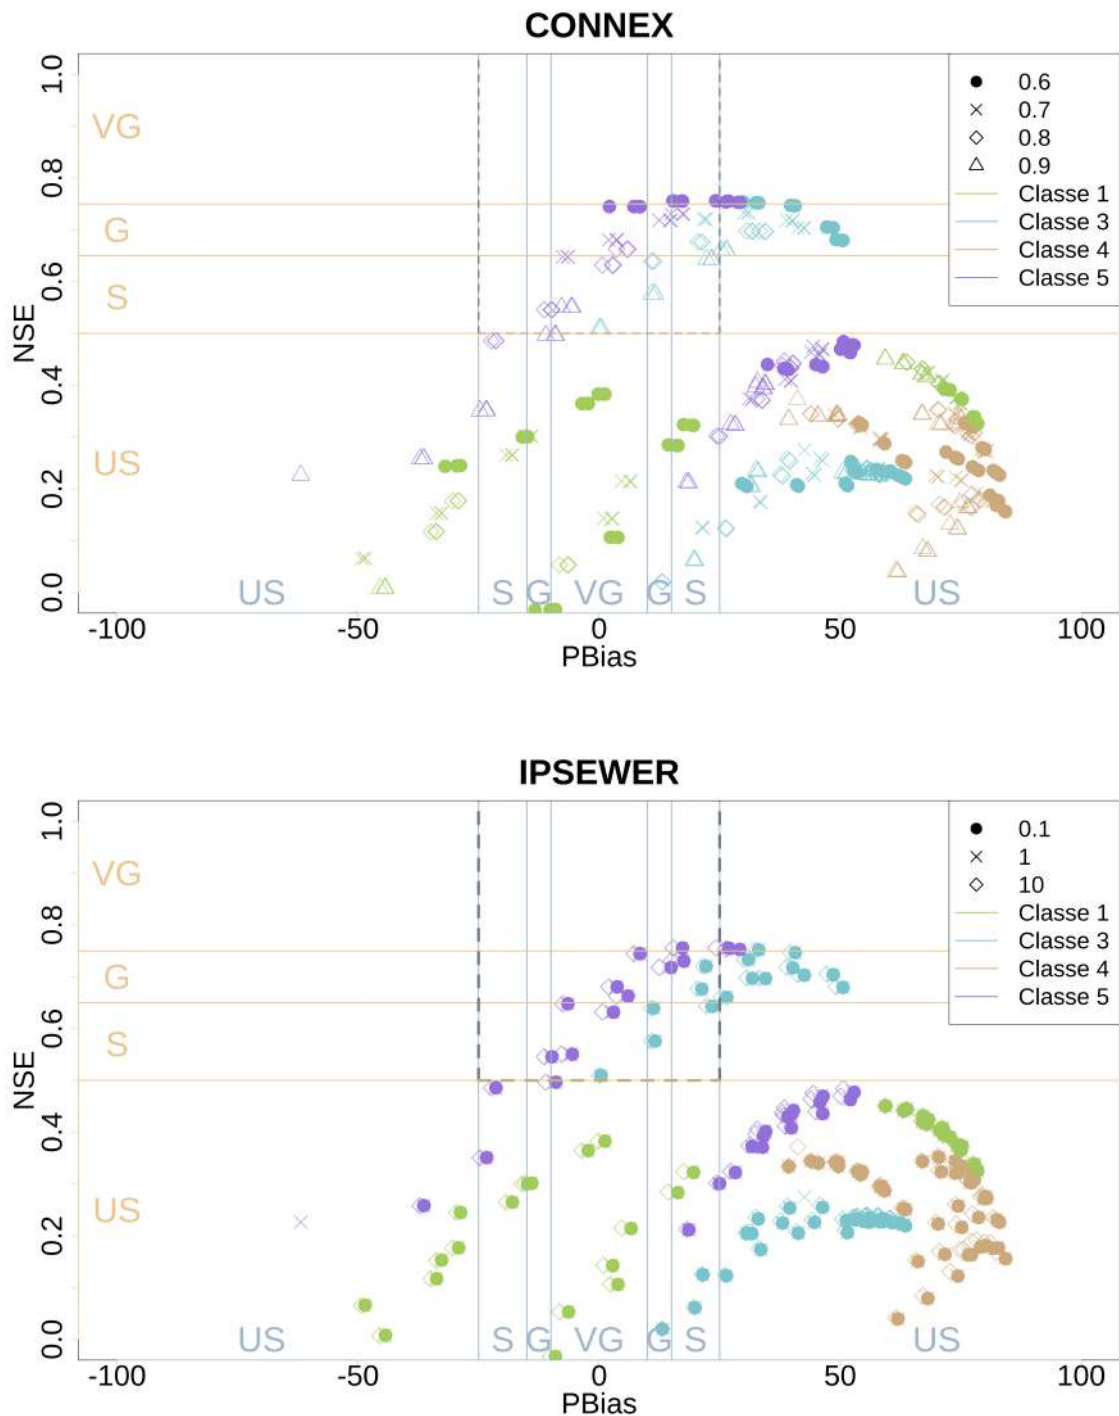 CONNEX
1.0
0.8
0.6
0.4
0.2
0.0
NSE
VG
G
S
US
0.6
0.7
0.8
0.9
Classe 1
Classe 3
Classe 4
Classe 5
US S G VG G S US
-100 -50 0 50 100
PBias
IPSEWER
1.0
0.8
0.6
0.4
0.2
0.0
NSE
VG
G
S
US
0.1
1
10
Classe 1
Classe 3
Classe 4
Classe 5
US S G VG G S US
-100 -50 0 50 100
PBias